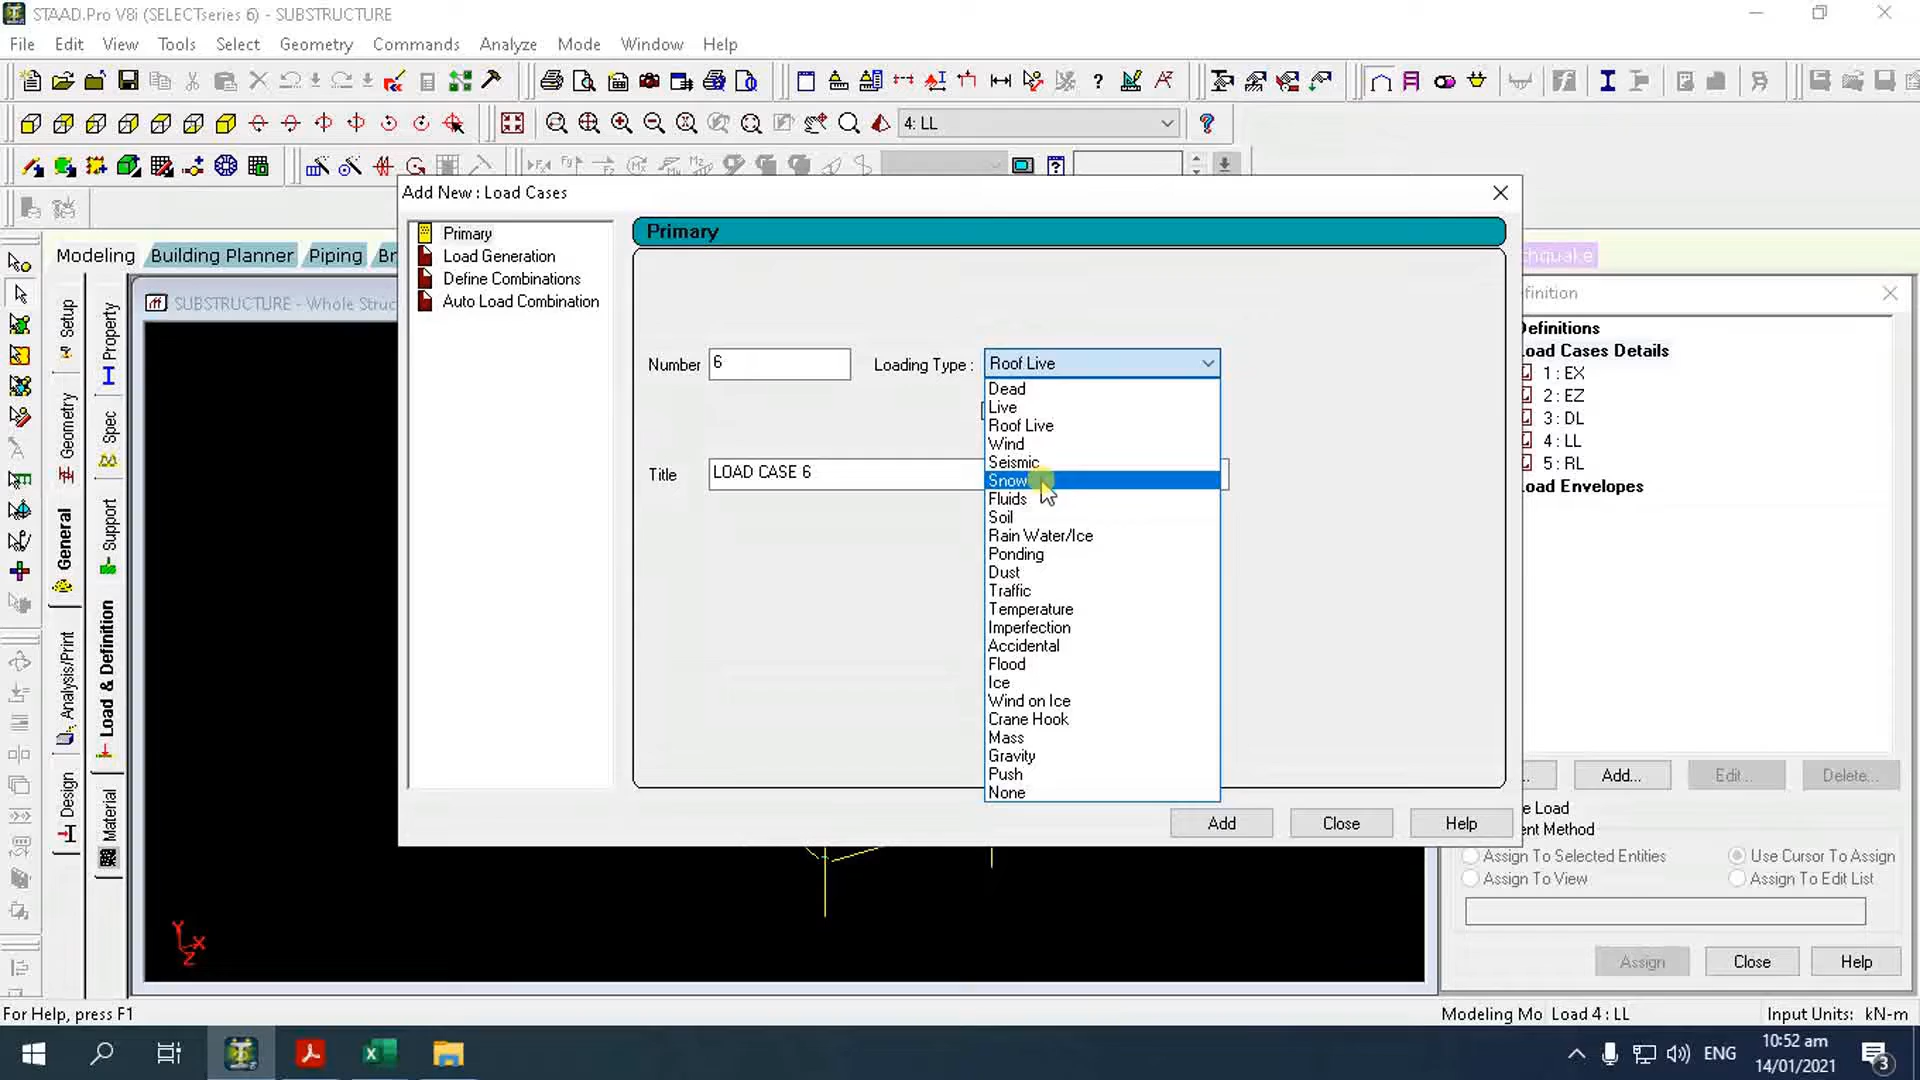 STAAD.Pro V8i (SELECTseries 6) - SUBSTRUCTURE
File Edit View Tools Select Geometry Commands Analyze Mode Window Help
4: LL
Add New : Load Cases
Primary
Load Generation
Define Combinations
Auto Load Combination
Primary
Number 6 Loading Type : Roof Live
Dead
Live
Roof Live
Wind
Seismic
Snow
Fluids
Soil
Rain Water/Ice
Ponding
Dust
Traffic
Temperature
Imperfection
Accidental
Flood
Ice
Wind on Ice
Crane Hook
Mass
Gravity
Push
None
Title LOAD CASE 6
Add Close Help
Modeling Building Planner Piping Br
hquake
SUBSTRUCTURE - Whole Struc
Setup
Geometry
General
Analysis/Print
Design
Property
Spec
Support
Load & Definition
Material
finition
Definitions
Load Cases Details
1 : EX
2 : EZ
3 : DL
4 : LL
5 : RL
Load Envelopes
... Add... Edit... Delete...
e Load
ent Method
Assign To Selected Entities Use Cursor To Assign
Assign To View Assign To Edit List
Assign Close Help
Y
X
Z
For Help, press F1
Modeling Mo Load 4 : LL Input Units: kN-m
ENG
10:52 am
14/01/2021
3